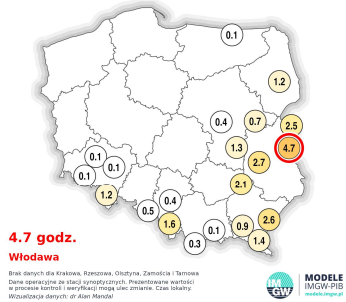 0.1
1.2
0.4
0.7
2.5
1.3
4.7
2.7
0.1
0.1
0.1
2.1
1.2
0.4
0.5
1.6
0.1
0.9
2.6
0.3
1.4
4.7 godz.
Włodawa
Brak danych dla Krakowa, Rzeszowa, Olsztyna, Zamościa i Tarnowa
Dane operacyjne ze stacji synoptycznych. Prezentowane wartości
w procesie kontroli i weryfikacji mogą ulec zmianie. Czas lokalny.
Wizualizacja danych: dr Alan Mandal
IM
GW
MODELE
IMGW-PIB
modele.imgw.pl